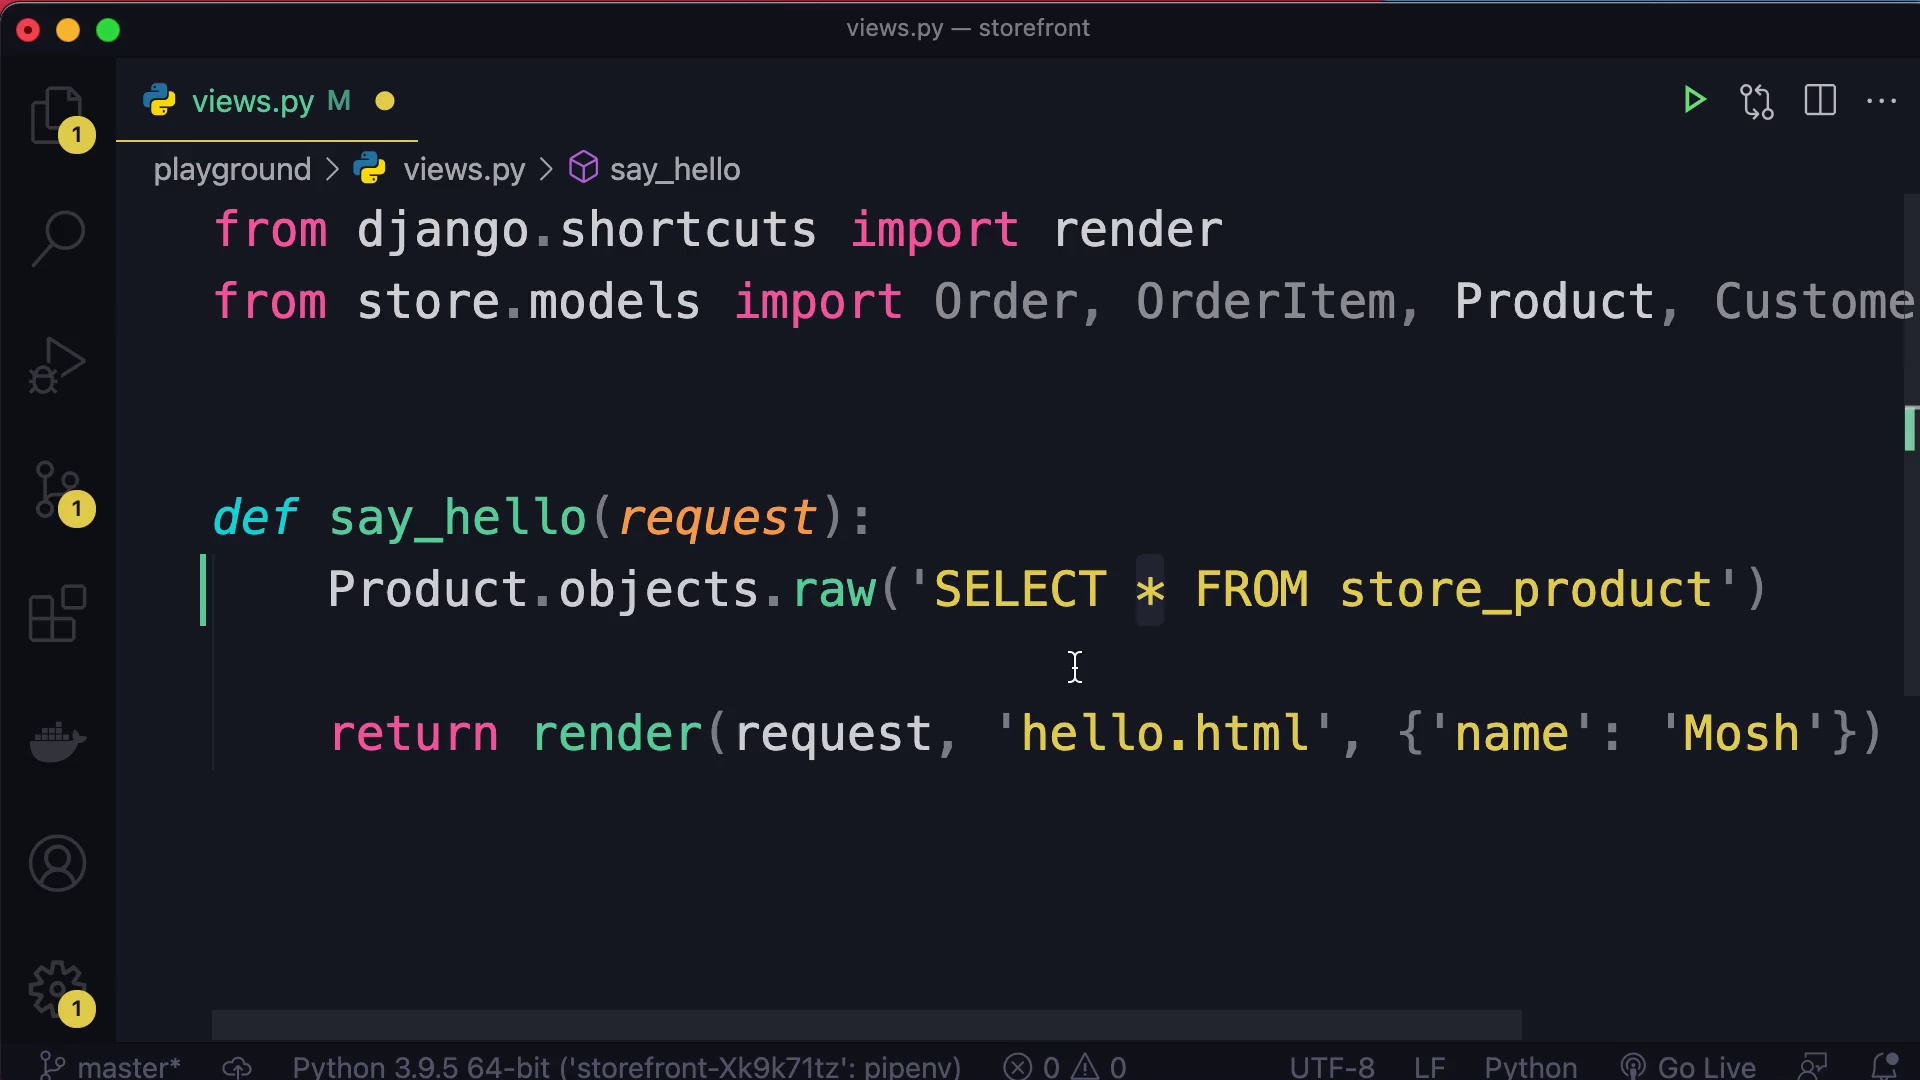 views.py — storefront
views.py M
playground > views.py > say_hello
from django.shortcuts import render
from store.models import Order, OrderItem, Product, Custome
def say_hello(request):
Product.objects.raw('SELECT * FROM store_product')
return render(request, 'hello.html', {'name': 'Mosh'})
1
1
1
master* Python 3.9.5 64-bit ('storefront-Xk9k71tz': pipenv) 0 0 UTF-8 LF Python Go Live